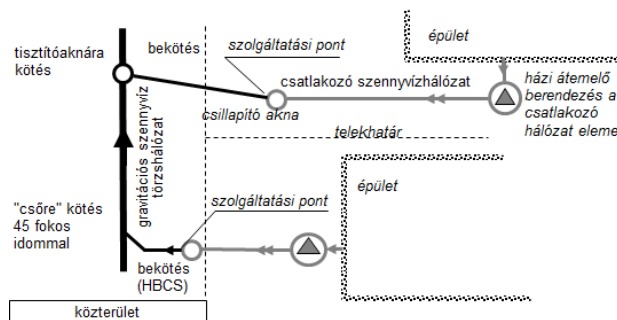 tisztítóaknára
kötés
bekötés
szolgáltatási pont
csillapító akna
csatlakozó szennyvízhálózat
épület
házi átemelő
berendezés a
csatlakozó
hálózat eleme
telekhatár
gravitációs szennyvíz
törzshálózat
"csőre" kötés
45 fokos
idommal
szolgáltatási pont
épület
bekötés
(HBCS)
közterület